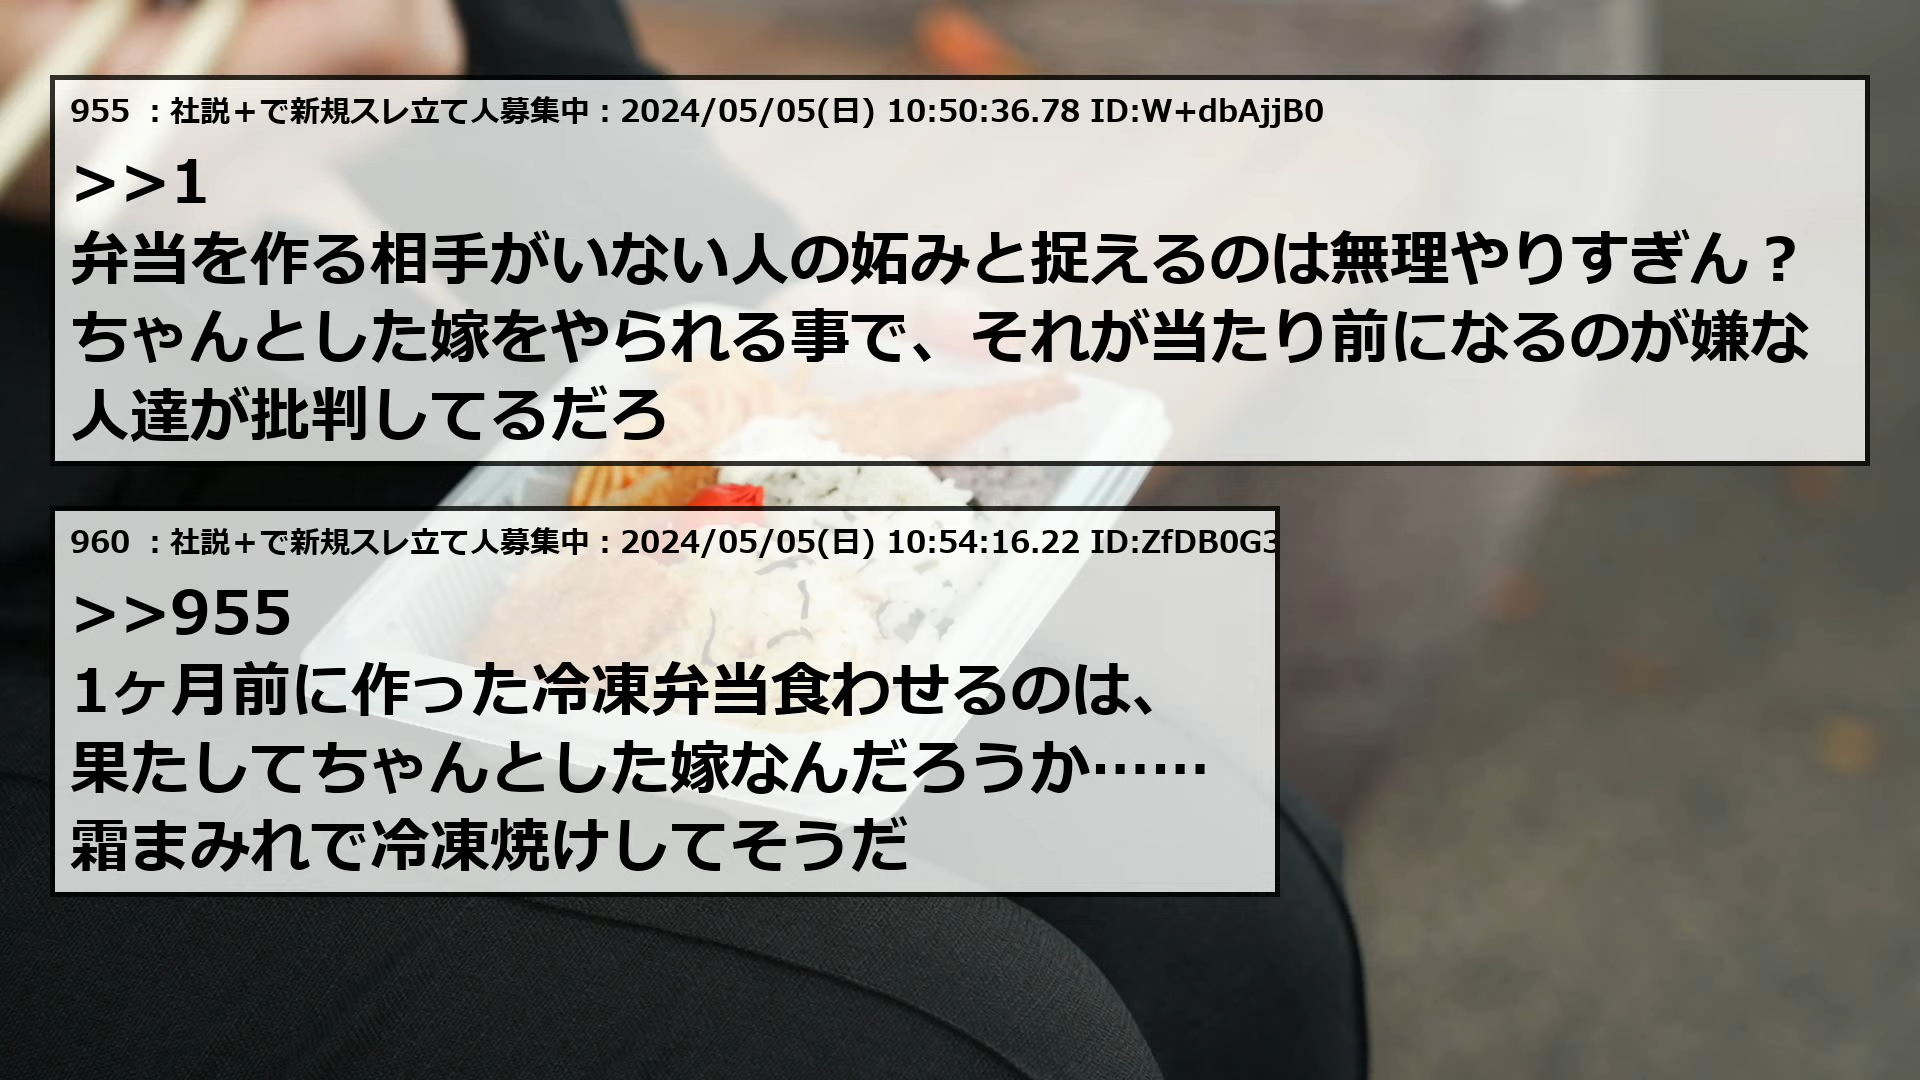 955 ：社説＋で新規スレ立て人募集中：2024/05/05(日) 10:50:36.78 ID:W+dbAjjB0
>>1
弁当を作る相手がいない人の妬みと捉えるのは無理やりすぎん？
ちゃんとした嫁をやられる事で、それが当たり前になるのが嫌な
人達が批判してるだろ
960 ：社説＋で新規スレ立て人募集中：2024/05/05(日) 10:54:16.22 ID:ZfDB0G3
>>955
1ヶ月前に作った冷凍弁当食わせるのは、
果たしてちゃんとした嫁なんだろうか……
霜まみれで冷凍焼けしてそうだ